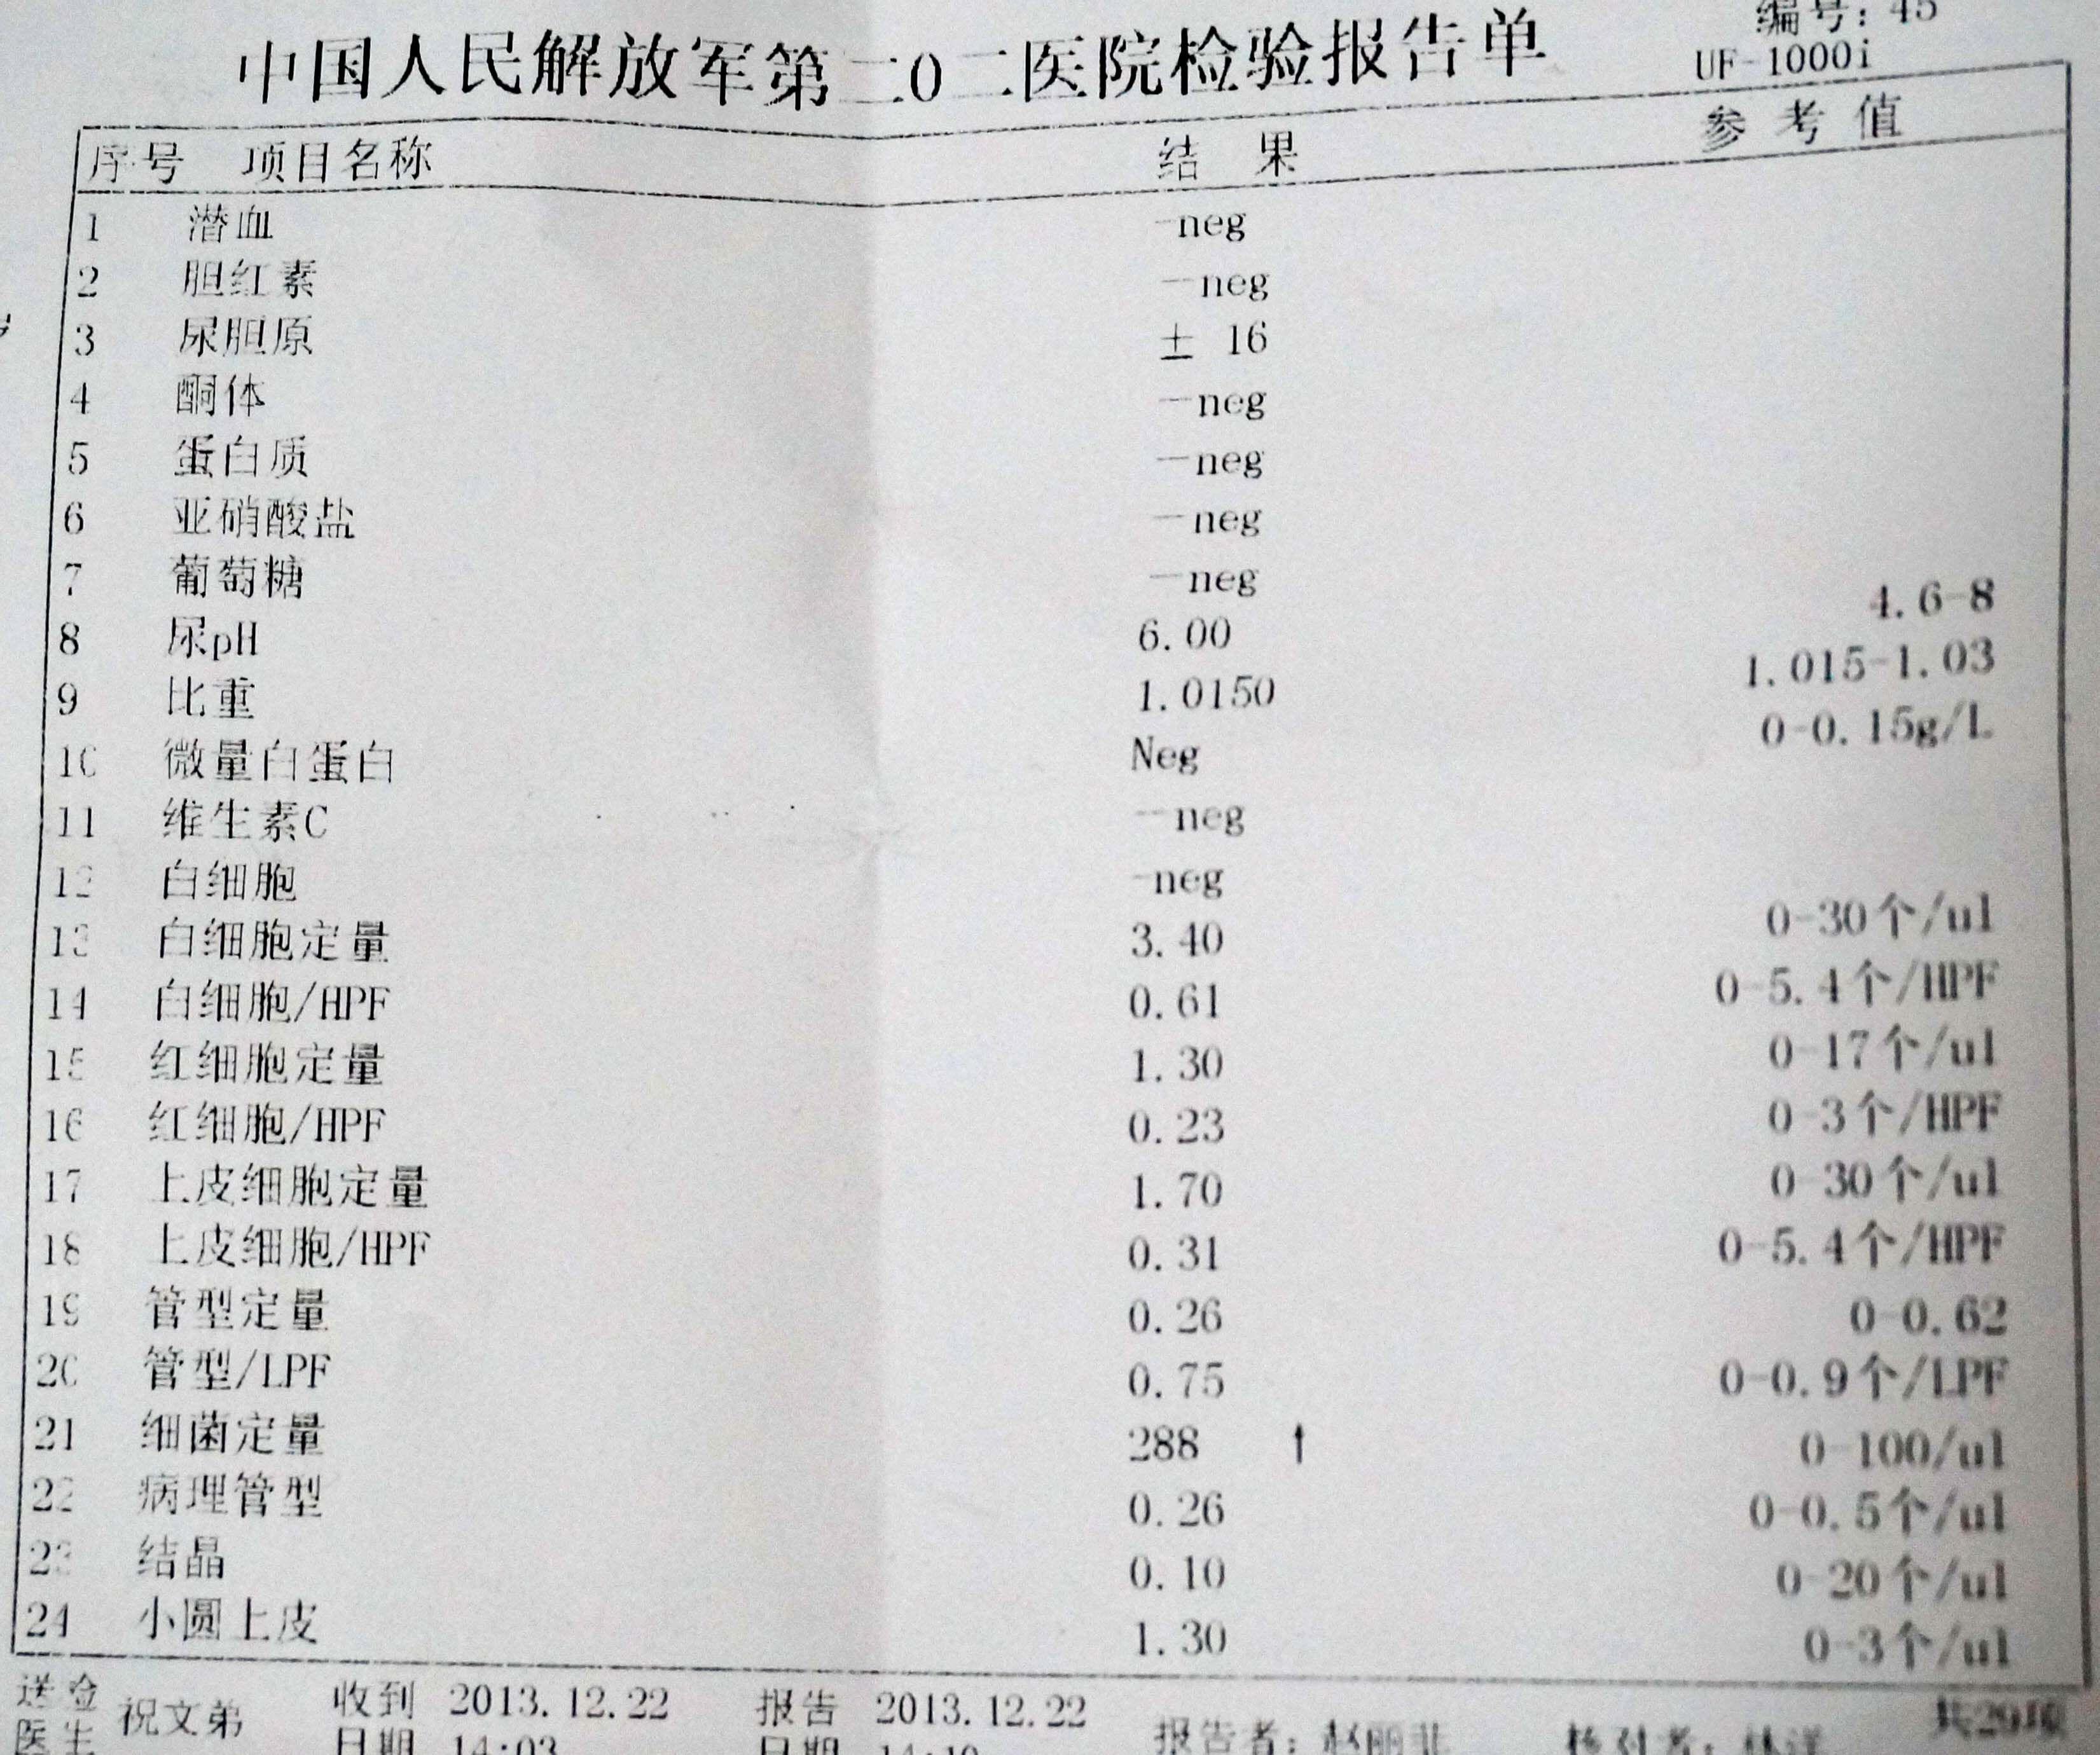 编号: 45
中国人民解放军第二0二医院检验报告单
UF-1000i
序号 项目名称 结 果 参 考 值
1 潜血 -neg
2 胆红素 -neg
3 尿胆原 ± 16
4 酮体 -neg
5 蛋白质 -neg
6 亚硝酸盐 -neg
7 葡萄糖 -neg
8 尿pH 6.00 4.6-8
9 比重 1.0150 1.015-1.03
10 微量白蛋白 Neg 0-0.15g/L
11 维生素C -neg
12 白细胞 -neg
13 白细胞定量 3.40 0-30个/ul
14 白细胞/HPF 0.61 0-5.4个/HPF
15 红细胞定量 1.30 0-17个/ul
16 红细胞/HPF 0.23 0-3个/HPF
17 上皮细胞定量 1.70 0-30个/ul
18 上皮细胞/HPF 0.31 0-5.4个/HPF
19 管型定量 0.26 0-0.62
20 管型/LPF 0.75 0-0.9个/LPF
21 细菌定量 288 ↑ 0-100/ul
22 病理管型 0.26 0-0.5个/ul
23 结晶 0.10 0-20个/ul
24 小圆上皮 1.30 0-3个/ul
送检 祝文弟 收到 2013.12.22 报告 2013.12.22 共29项
医生 日期 14:03 日期 报告者: 赵丽菲 核对者: